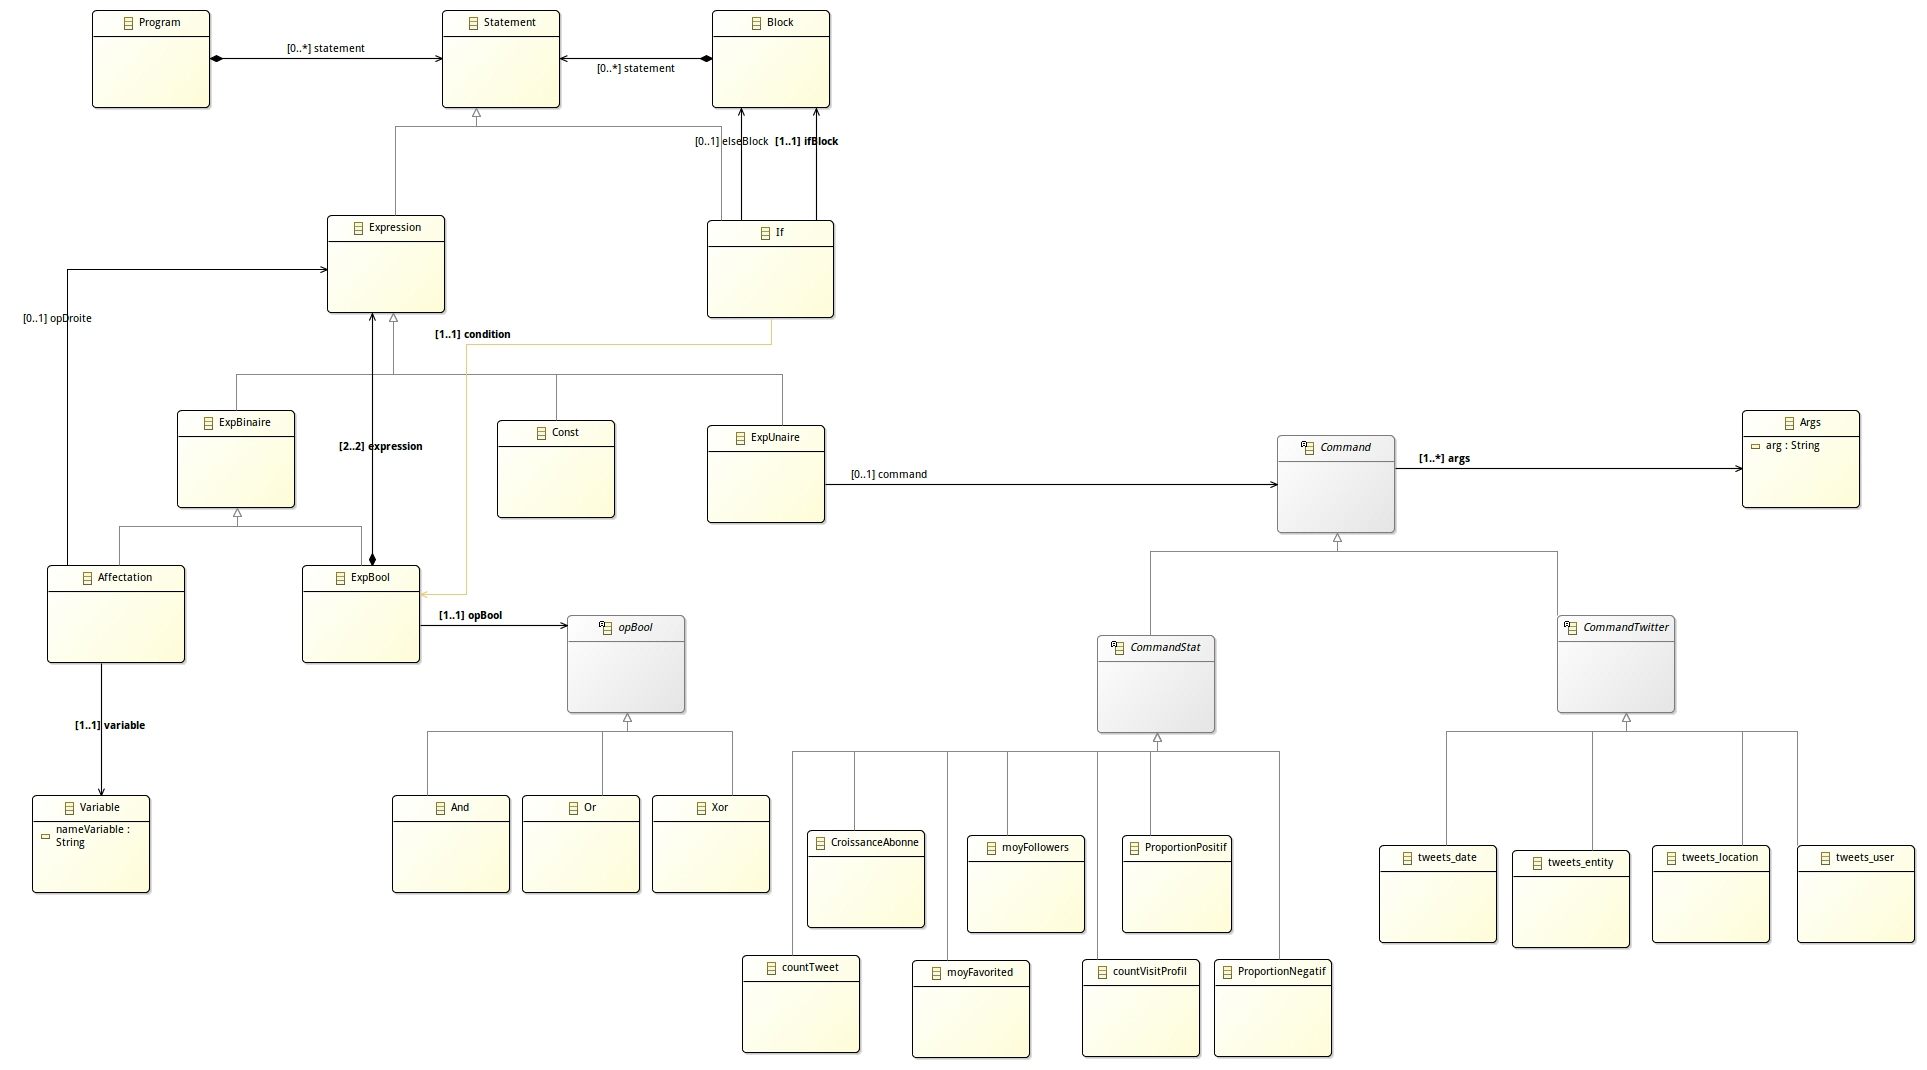 Program
Statement
Block
[0..*] statement
[0..*] statement
[0..1] elseBlock
[1..1] ifBlock
Expression
If
[0..1] opDroite
[1..1] condition
ExpBinaire
Const
ExpUnaire
Command
Args
arg : String
[2..2] expression
[0..1] command
[1..*] args
Affectation
ExpBool
[1..1] opBool
opBool
CommandStat
CommandTwitter
[1..1] variable
Variable
nameVariable :
String
And
Or
Xor
CroissanceAbonne
moyFollowers
ProportionPositif
tweets_date
tweets_entity
tweets_location
tweets_user
countTweet
moyFavorited
countVisitProfil
ProportionNegatif